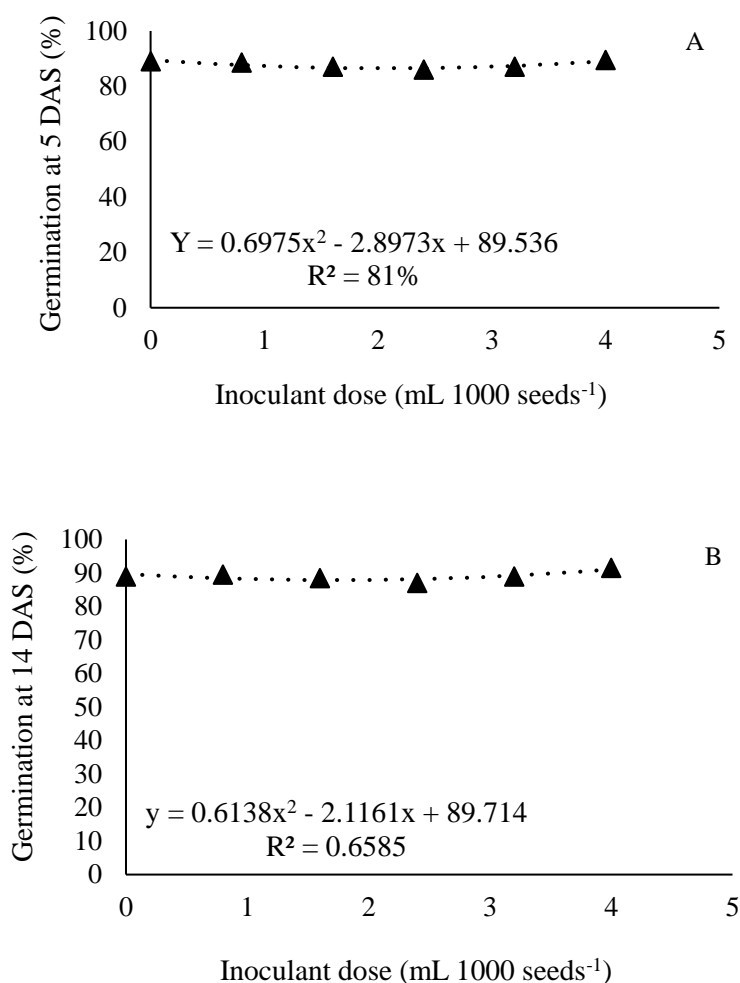 A
Germination at 5 DAS (%)
100
80
60
40
20
0
Y = 0.6975x² - 2.8973x + 89.536
R² = 81%
0 1 2 3 4 5
Inoculant dose (mL 1000 seeds⁻¹)
B
Germination at 14 DAS (%)
100
90
80
70
60
50
40
30
20
10
0
y = 0.6138x² - 2.1161x + 89.714
R² = 0.6585
0 1 2 3 4 5
Inoculant dose (mL 1000 seeds⁻¹)